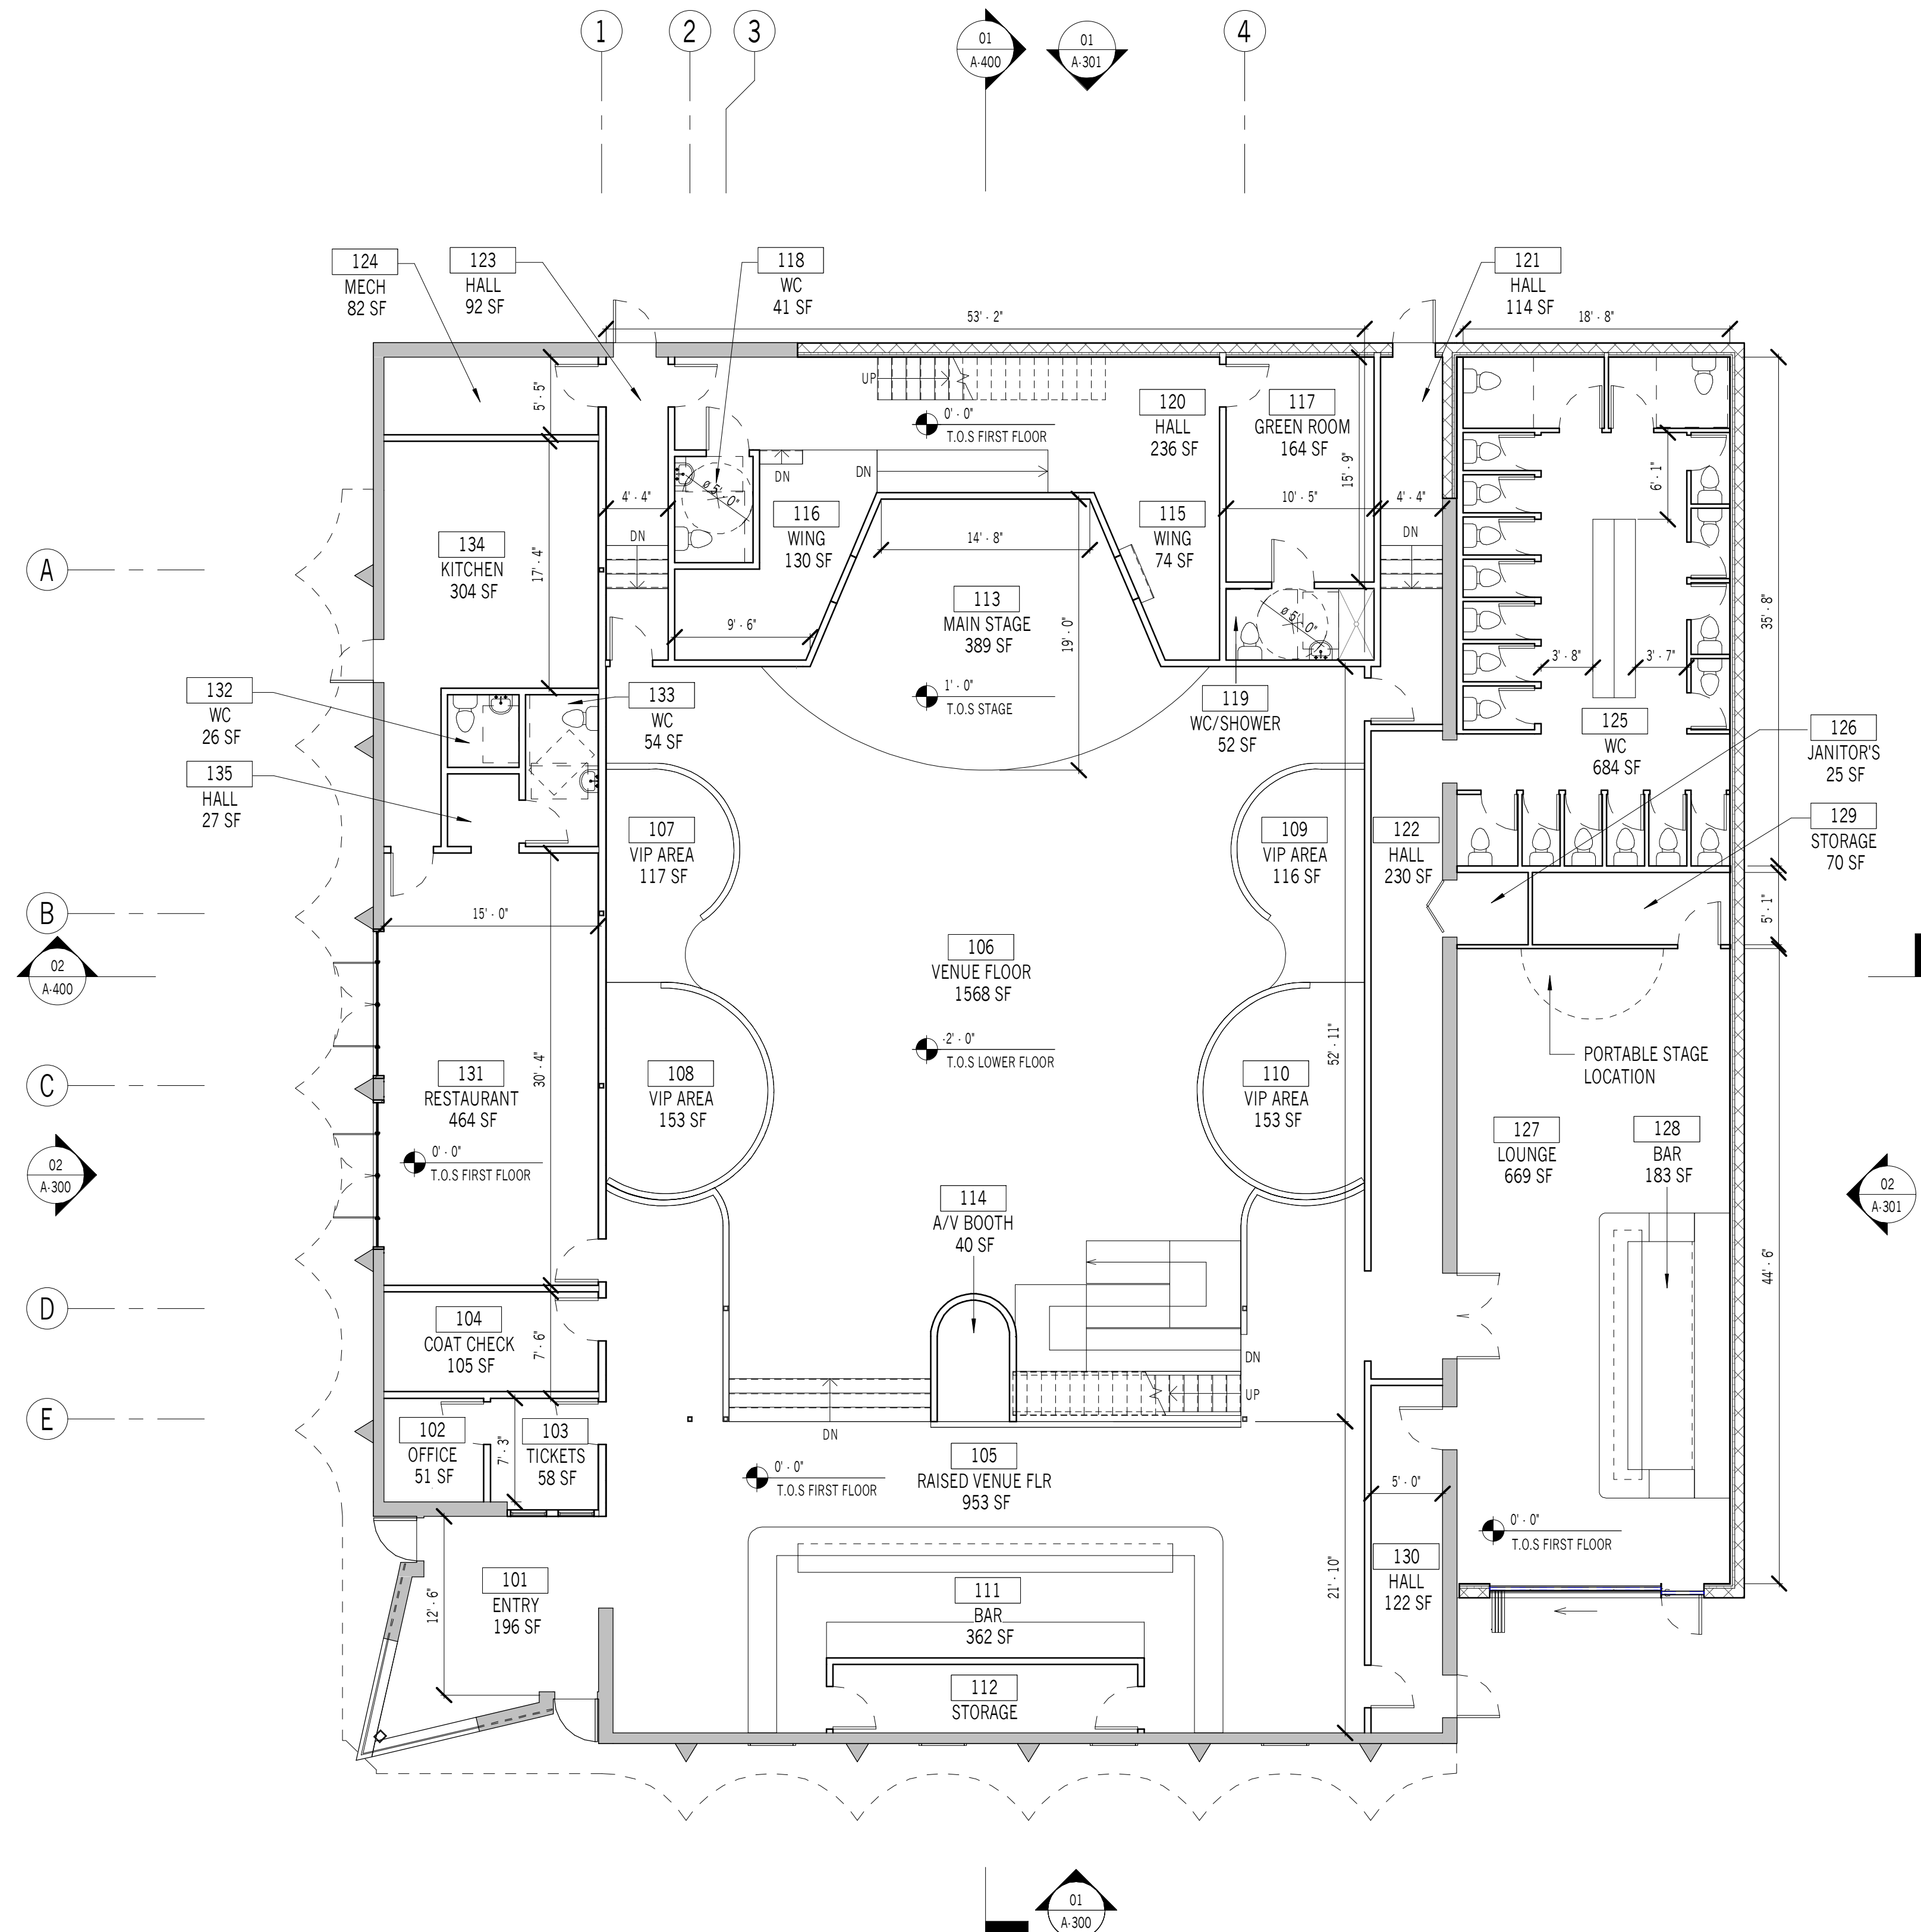 1
2
3
4
01
A-400
01
A-301
124
MECH
82 SF
123
HALL
92 SF
118
WC
41 SF
121
HALL
114 SF
53' - 2"
18' - 8"
5' - 5"
UP
0' - 0"
T.O.S FIRST FLOOR
120
HALL
236 SF
117
GREEN ROOM
164 SF
15' - 9"
6' - 1"
DN
DN
ø 5' - 0"
4' - 4"
116
WING
130 SF
115
WING
74 SF
10' - 5"
4' - 4"
134
KITCHEN
304 SF
17' - 4"
DN
14' - 8"
DN
A
113
MAIN STAGE
389 SF
9' - 6"
19' - 0"
ø 5' - 0"
35' - 8"
3' - 8"
3' - 7"
132
WC
26 SF
133
WC
54 SF
1' - 0"
T.O.S STAGE
119
WC/SHOWER
52 SF
125
WC
684 SF
126
JANITOR'S
25 SF
135
HALL
27 SF
107
VIP AREA
117 SF
109
VIP AREA
116 SF
122
HALL
230 SF
129
STORAGE
70 SF
B
15' - 0"
5' - 1"
02
A-400
106
VENUE FLOOR
1568 SF
-2' - 0"
T.O.S LOWER FLOOR
52' - 11"
PORTABLE STAGE
LOCATION
C
131
RESTAURANT
464 SF
30' - 4"
108
VIP AREA
153 SF
110
VIP AREA
153 SF
127
LOUNGE
669 SF
128
BAR
183 SF
0' - 0"
T.O.S FIRST FLOOR
02
A-300
02
A-301
114
A/V BOOTH
40 SF
44' - 6"
D
104
COAT CHECK
105 SF
7' - 6"
DN
UP
E
102
OFFICE
51 SF
7' - 3"
103
TICKETS
58 SF
DN
0' - 0"
T.O.S FIRST FLOOR
105
RAISED VENUE FLR
953 SF
5' - 0"
0' - 0"
T.O.S FIRST FLOOR
101
ENTRY
196 SF
12' - 6"
111
BAR
362 SF
21' - 10"
130
HALL
122 SF
112
STORAGE
01
A-300